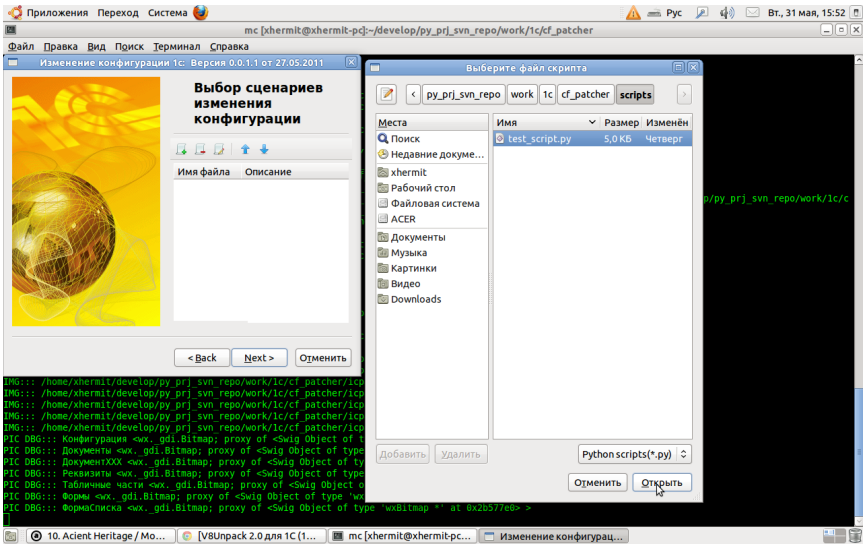 Приложения Переход Система
Рус
Вт., 31 мая, 15:52
mc [xhermit@xhermit-pc]:~/develop/py_prj_svn_repo/work/1c/cf_patcher
Файл Правка Вид Поиск Терминал Справка
Изменение конфигурации 1с: Версия 0.0.1.1 от 27.05.2011
Выбор сценариев
изменения
конфигурации
Имя файла Описание
< Back Next > Отменить
Выберите файл скрипта
py_prj_svn_repo work 1c cf_patcher scripts
Места
Поиск
Недавние докуме...
xhermit
Рабочий стол
Файловая система
ACER
Документы
Музыка
Картинки
Видео
Downloads
Имя Размер Изменён
test_script.py 5,0 КБ Четверг
Добавить Удалить
Python scripts(*.py)
Отменить Открыть
p/py_prj_svn_repo/work/1c/c
IMG::: /home/xhermit/develop/py_prj_svn_repo/work/1c/cf_patcher/icp
IMG::: /home/xhermit/develop/py_prj_svn_repo/work/1c/cf_patcher/icp
IMG::: /home/xhermit/develop/py_prj_svn_repo/work/1c/cf_patcher/icp
IMG::: /home/xhermit/develop/py_prj_svn_repo/work/1c/cf_patcher/icp
IMG::: /home/xhermit/develop/py_prj_svn_repo/work/1c/cf_patcher/icp
PIC DBG::: Конфигурация <wx._gdi.Bitmap; proxy of <Swig Object of t
PIC DBG::: Документы <wx._gdi.Bitmap; proxy of <Swig Object of type
PIC DBG::: ДокументXXX <wx._gdi.Bitmap; proxy of <Swig Object of ty
PIC DBG::: Реквизиты <wx._gdi.Bitmap; proxy of <Swig Object of type
PIC DBG::: Табличные части <wx._gdi.Bitmap; proxy of <Swig Object o
PIC DBG::: Формы <wx._gdi.Bitmap; proxy of <Swig Object of type 'wx
PIC DBG::: ФормаСписка <wx._gdi.Bitmap; proxy of <Swig Object of type 'wxBitmap *' at 0x2b577e0> >
10. Acient Heritage / Mo...
[V8Unpack 2.0 для 1С (1...
mc [xhermit@xhermit-pc...
Изменение конфигурац...